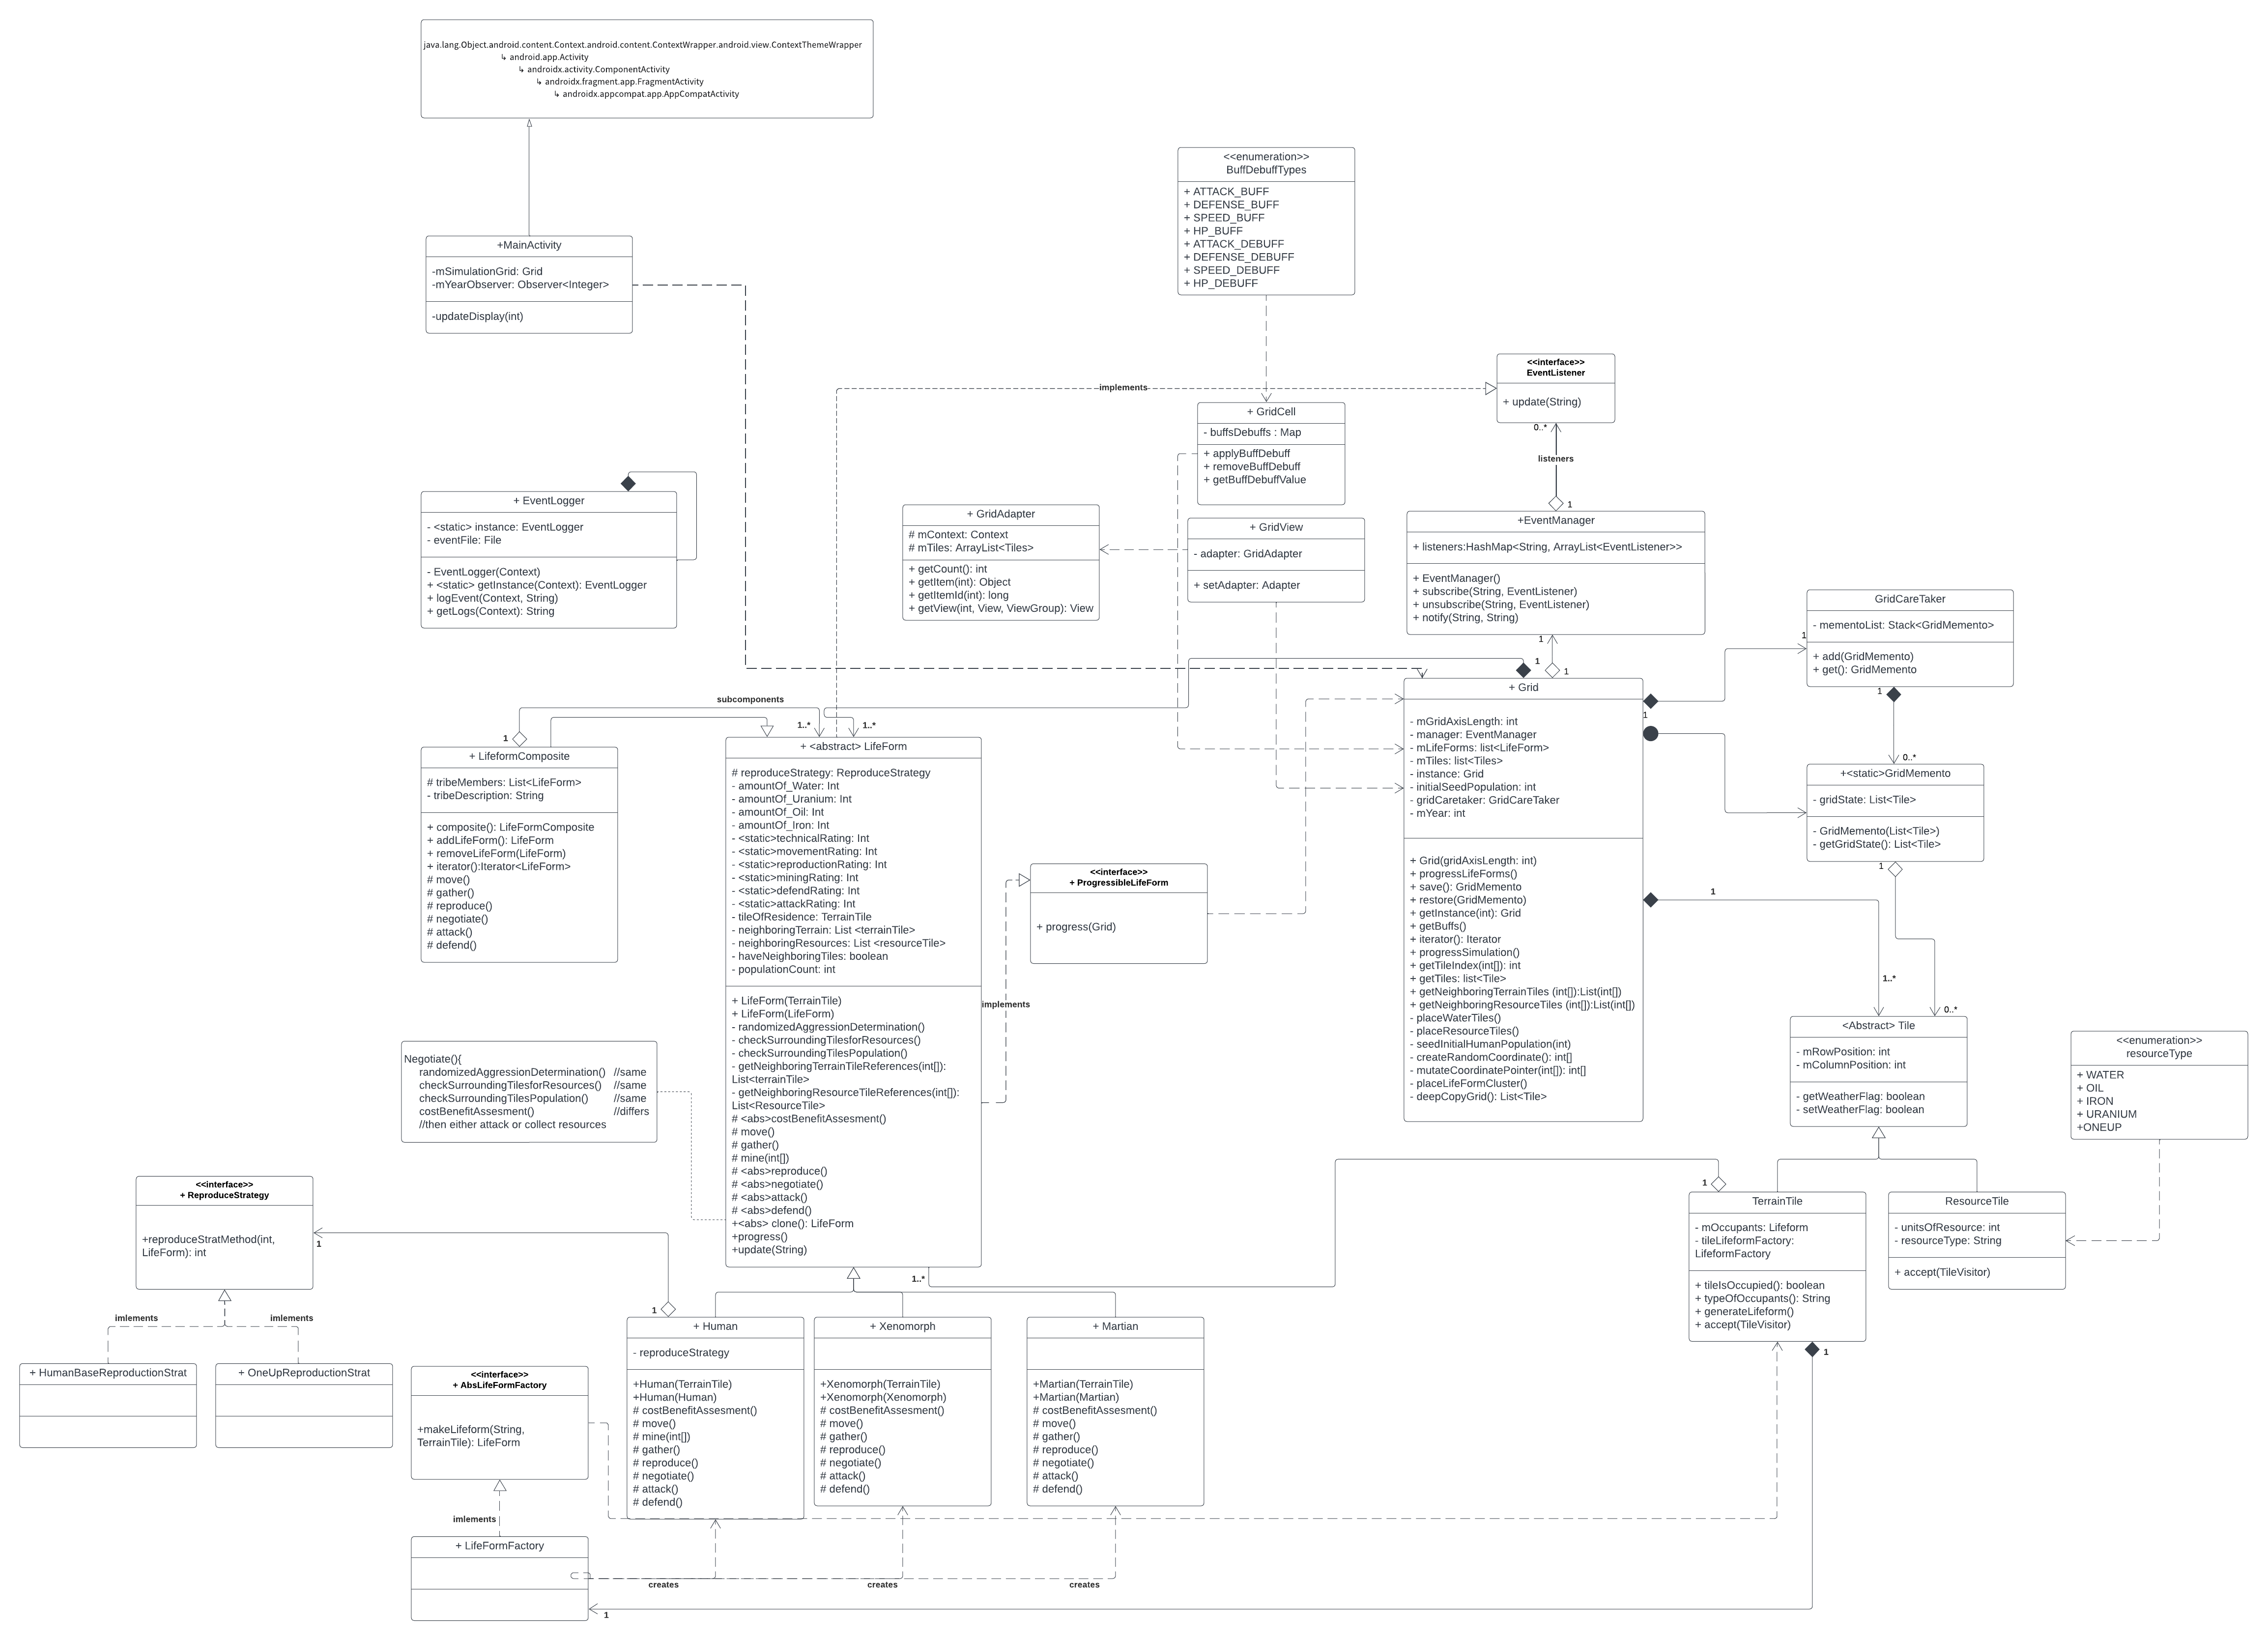 java.lang.Object.android.content.Context.android.content.ContextWrapper.android.view.ContextThemeWrapper
↳ android.app.Activity
↳ androidx.activity.ComponentActivity
↳ androidx.fragment.app.FragmentActivity
↳ androidx.appcompat.app.AppCompatActivity
+MainActivity
-mSimulationGrid: Grid
-mYearObserver: Observer<Integer>
-updateDisplay(int)
<<enumeration>>
BuffDebuffTypes
+ ATTACK_BUFF
+ DEFENSE_BUFF
+ SPEED_BUFF
+ HP_BUFF
+ ATTACK_DEBUFF
+ DEFENSE_DEBUFF
+ SPEED_DEBUFF
+ HP_DEBUFF
<<interface>>
EventListener
+ update(String)
implements
0..*
listeners
1
+ GridCell
- buffsDebuffs : Map
+ applyBuffDebuff
+ removeBuffDebuff
+ getBuffDebuffValue
+ EventLogger
- <static> instance: EventLogger
- eventFile: File
- EventLogger(Context)
+ <static> getInstance(Context): EventLogger
+ logEvent(Context, String)
+ getLogs(Context): String
+ GridAdapter
# mContext: Context
# mTiles: ArrayList<Tiles>
+ getCount(): int
+ getItem(int): Object
+ getItemId(int): long
+ getView(int, View, ViewGroup): View
+ GridView
- adapter: GridAdapter
+ setAdapter: Adapter
+EventManager
+ listeners:HashMap<String, ArrayList<EventListener>>
+ EventManager()
+ subscribe(String, EventListener)
+ unsubscribe(String, EventListener)
+ notify(String, String)
1
1
1
GridCareTaker
- mementoList: Stack<GridMemento>
+ add(GridMemento)
+ get(): GridMemento
1
1
0..*
+ Grid
- mGridAxisLength: int
- manager: EventManager
- mLifeForms: list<LifeForm>
- mTiles: list<Tiles>
- instance: Grid
- initialSeedPopulation: int
- gridCaretaker: GridCareTaker
- mYear: int
+ Grid(gridAxisLength: int)
+ progressLifeForms()
+ save(): GridMemento
+ restore(GridMemento)
+ getInstance(int): Grid
+ getBuffs()
+ iterator(): Iterator
+ progressSimulation()
+ getTileIndex(int[]): int
+ getTiles: list<Tile>
+ getNeighboringTerrainTiles (int[]):List(int[])
+ getNeighboringResourceTiles (int[]):List(int[])
- placeWaterTiles()
- placeResourceTiles()
- seedInitialHumanPopulation(int)
- createRandomCoordinate(): int[]
- mutateCoordinatePointer(int[]): int[]
- placeLifeFormCluster()
- deepCopyGrid(): List<Tile>
1
1
1..*
+<static>GridMemento
- gridState: List<Tile>
- GridMemento(List<Tile>)
- getGridState(): List<Tile>
1
0..*
subcomponents
1
1..*
1..*
+ LifeformComposite
# tribeMembers: List<LifeForm>
- tribeDescription: String
+ composite(): LifeFormComposite
+ addLifeForm(): LifeForm
+ removeLifeForm(LifeForm)
+ iterator():Iterator<LifeForm>
# move()
# gather()
# reproduce()
# negotiate()
# attack()
# defend()
+ <abstract> LifeForm
# reproduceStrategy: ReproduceStrategy
- amountOf_Water: Int
- amountOf_Uranium: Int
- amountOf_Oil: Int
- amountOf_Iron: Int
- <static>technicalRating: Int
- <static>movementRating: Int
- <static>reproductionRating: Int
- <static>miningRating: Int
- <static>defendRating: Int
- <static>attackRating: Int
- tileOfResidence: TerrainTile
- neighboringTerrain: List <terrainTile>
- neighboringResources: List <resourceTile>
- haveNeighboringTiles: boolean
- populationCount: int
+ LifeForm(TerrainTile)
+ LifeForm(LifeForm)
- randomizedAggressionDetermination()
- checkSurroundingTilesforResources()
- checkSurroundingTilesPopulation()
- getNeighboringTerrainTileReferences(int[]):
List<terrainTile>
- getNeighboringResourceTileReferences(int[]):
List<ResourceTile>
# <abs>costBenefitAssesment()
# move()
# gather()
# mine(int[])
# <abs>reproduce()
# <abs>negotiate()
# <abs>attack()
# <abs>defend()
+<abs> clone(): LifeForm
+progress()
+update(String)
1..*
<<interface>>
+ ProgressibleLifeForm
+ progress(Grid)
implements
Negotiate(){
randomizedAggressionDetermination() //same
checkSurroundingTilesforResources() //same
checkSurroundingTilesPopulation() //same
costBenefitAssesment() //differs
//then either attack or collect resources
<Abstract> Tile
- mRowPosition: int
- mColumnPosition: int
- getWeatherFlag: boolean
- setWeatherFlag: boolean
<<enumeration>>
resourceType
+ WATER
+ OIL
+ IRON
+ URANIUM
+ONEUP
1
TerrainTile
- mOccupants: Lifeform
- tileLifeformFactory:
LifeformFactory
+ tileIsOccupied(): boolean
+ typeOfOccupants(): String
+ generateLifeform()
+ accept(TileVisitor)
1
ResourceTile
- unitsOfResource: int
- resourceType: String
+ accept(TileVisitor)
<<interface>>
+ ReproduceStrategy
+reproduceStratMethod(int,
LifeForm): int
1
1
imlements
imlements
+ HumanBaseReproductionStrat
+ OneUpReproductionStrat
+ Human
- reproduceStrategy
+Human(TerrainTile)
+Human(Human)
# costBenefitAssesment()
# move()
# mine(int[])
# gather()
# reproduce()
# negotiate()
# attack()
# defend()
+ Xenomorph
+Xenomorph(TerrainTile)
+Xenomorph(Xenomorph)
# costBenefitAssesment()
# move()
# gather()
# reproduce()
# negotiate()
# attack()
# defend()
+ Martian
+Martian(TerrainTile)
+Martian(Martian)
# costBenefitAssesment()
# move()
# gather()
# reproduce()
# negotiate()
# attack()
# defend()
<<interface>>
+ AbsLifeFormFactory
+makeLifeform(String,
TerrainTile): LifeForm
imlements
+ LifeFormFactory
creates
creates
creates
1